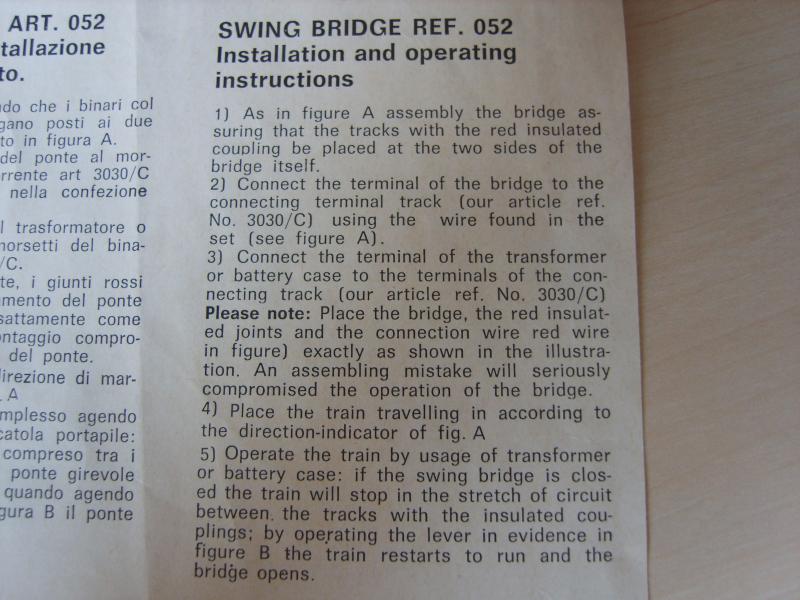 ART. 052
tallazione
to.
do che i binari col
gano posti ai due
to in figura A.
del ponte al mor-
rrente art 3030/C
nella confezione
l trasformatore o
morsetti del bina-
/C.
te, i giunti rossi
mento del ponte
sattamente come
ntaggio compro-
del ponte.
direzione di mar-
. A
mplesso agendo
catola portapile:
compreso tra i
ponte girevole
quando agendo
gura B il ponte
SWING BRIDGE REF. 052
Installation and operating
instructions
1) As in figure A assembly the bridge as-
suring that the tracks with the red insulated
coupling be placed at the two sides of the
bridge itself.
2) Connect the terminal of the bridge to the
connecting terminal track (our article ref.
No. 3030/C) using the wire found in the
set (see figure A).
3) Connect the terminal of the transformer
or battery case to the terminals of the con-
necting track (our article ref. No. 3030/C)
Please note: Place the bridge, the red insulat-
ed joints and the connection wire red wire
in figure) exactly as shown in the illustra-
tion. An assembling mistake will seriously
compromised the operation of the bridge.
4) Place the train travelling in according to
the direction-indicator of fig. A
5) Operate the train by usage of transformer
or battery case: if the swing bridge is clos-
ed the train will stop in the stretch of circuit
between. the tracks with the insulated cou-
plings; by operating the lever in evidence in
figure B the train restarts to run and the
bridge opens.